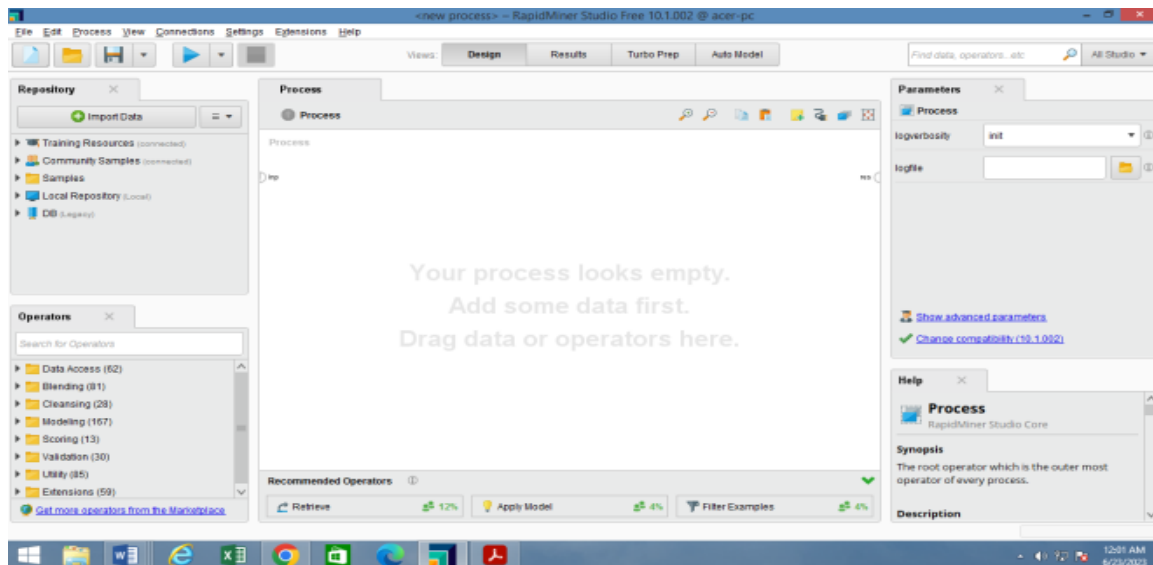 <new process> – RapidMiner Studio Free 10.1.002 @ acer-pc
File Edit Process View Connections Settings Extensions Help
Views: Design Results Turbo Prep Auto Model
Find data, operators...etc All Studio
Repository
Import Data
Training Resources (connected)
Community Samples (connected)
Samples
Local Repository (Local)
DB (Legacy)
Operators
Search for Operators
Data Access (62)
Blending (81)
Cleansing (28)
Modeling (167)
Scoring (13)
Validation (30)
Utility (85)
Extensions (59)
Get more operators from the Marketplace
Process
Process
Process
inp
res
Your process looks empty.
Add some data first.
Drag data or operators here.
Recommended Operators
Retrieve 12%
Apply Model 4%
Filter Examples 4%
Parameters
Process
logverbosity init
logfile
Show advanced parameters
Change compatibility (10.1.002)
Help
Process
RapidMiner Studio Core
Synopsis
The root operator which is the outer most
operator of every process.
Description
12:01 AM
6/23/2023